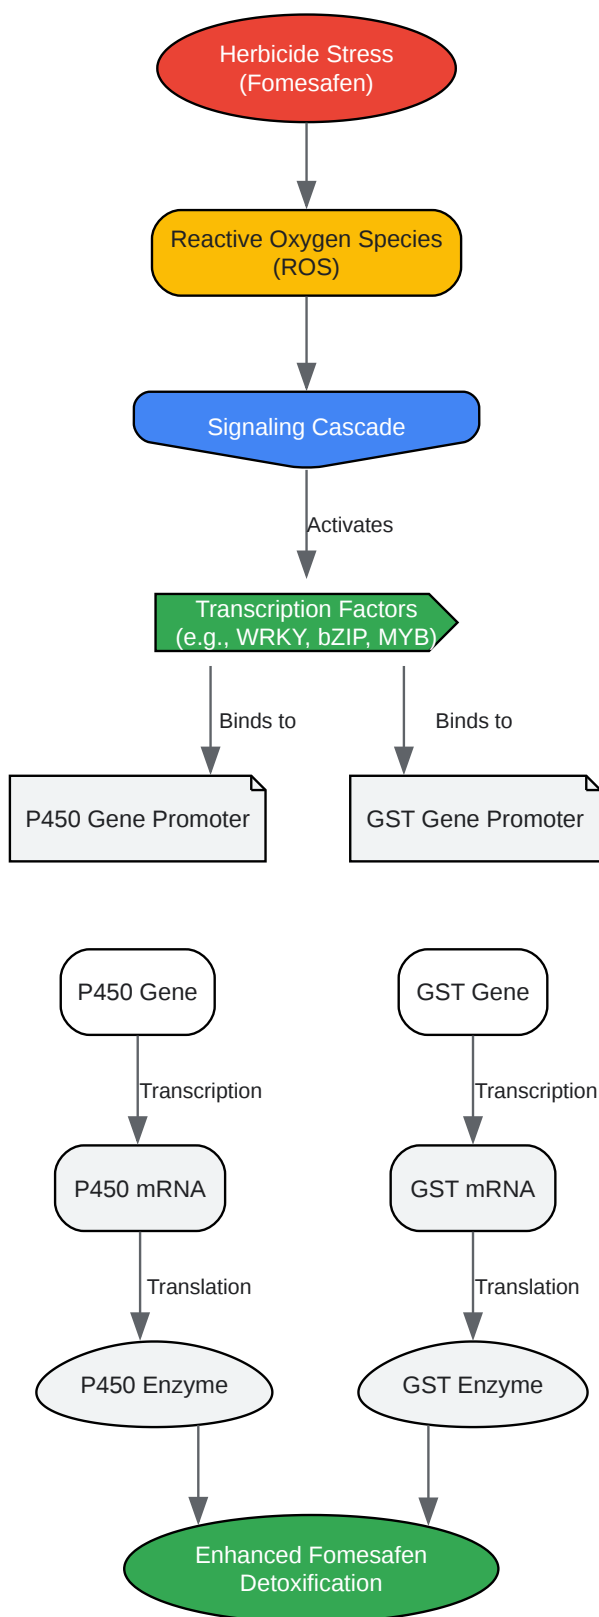 Herbicide Stress
(Fomesafen)
Reactive Oxygen Species
(ROS)
Signaling Cascade
Activates
Transcription Factors
(e.g., WRKY, bZIP, MYB)
Binds to
Binds to
P450 Gene Promoter
GST Gene Promoter
P450 Gene
GST Gene
Transcription
Transcription
P450 mRNA
GST mRNA
Translation
Translation
P450 Enzyme
GST Enzyme
Enhanced Fomesafen
Detoxification